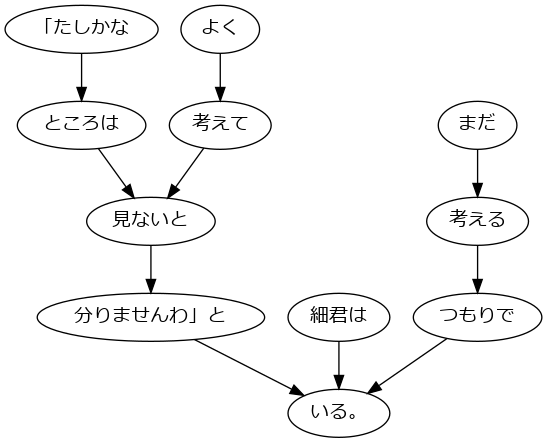 「たしかな
よく
ところは
考えて
まだ
見ないと
考える
分りませんわ」と
細君は
つもりで
いる。